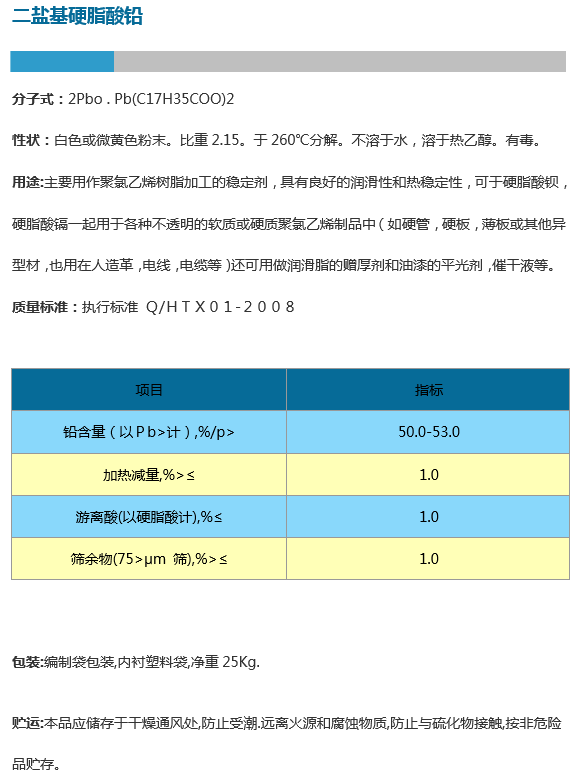 二盐基硬脂酸铅
分子式：2Pbo . Pb(C17H35COO)2
性状：白色或微黄色粉末。比重 2.15。于 260℃分解。不溶于水，溶于热乙醇。有毒。
用途:主要用作聚氯乙烯树脂加工的稳定剂，具有良好的润滑性和热稳定性，可于硬脂酸钡，
硬脂酸镉一起用于各种不透明的软质或硬质聚氯乙烯制品中（如硬管，硬板，薄板或其他异
型材，也用在人造革，电线，电缆等）还可用做润滑脂的赠厚剂和油漆的平光剂，催干液等。
质量标准：执行标准 Ｑ/ＨＴＸ０１-２００８
项目 指标
铅含量（以Ｐb>计）,%/p> 50.0-53.0
加热减量,%>≤ 1.0
游离酸(以硬脂酸计),%≤ 1.0
筛余物(75>μm 筛),%>≤ 1.0
包装:编制袋包装,内衬塑料袋,净重 25Kg.
贮运:本品应储存于干燥通风处,防止受潮.远离火源和腐蚀物质,防止与硫化物接触,按非危险
品贮存。